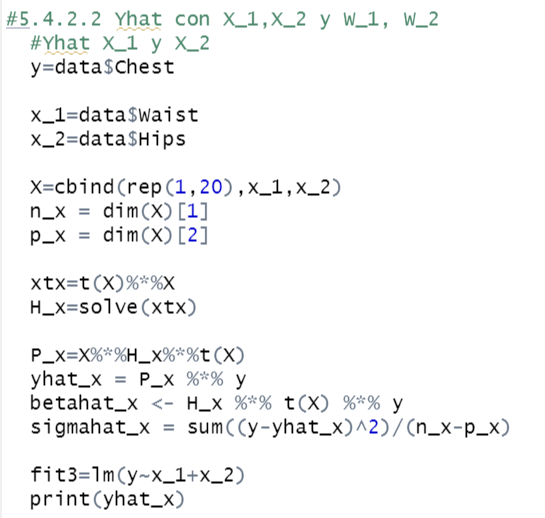 #5.4.2.2 Yhat con X_1,X_2 y W_1, W_2
#Yhat X_1 y X_2
y=data$Chest
x_1=data$Waist
x_2=data$Hips
X=cbind(rep(1,20),x_1,x_2)
n_x = dim(X)[1]
p_x = dim(X)[2]
xtx=t(X)%*%X
H_x=solve(xtx)
P_x=X%*%H_x%*%t(X)
yhat_x = P_x %*% y
betahat_x <- H_x %*% t(X) %*% y
sigmahat_x = sum((y-yhat_x)^2)/(n_x-p_x)
fit3=lm(y~x_1+x_2)
print(yhat_x)